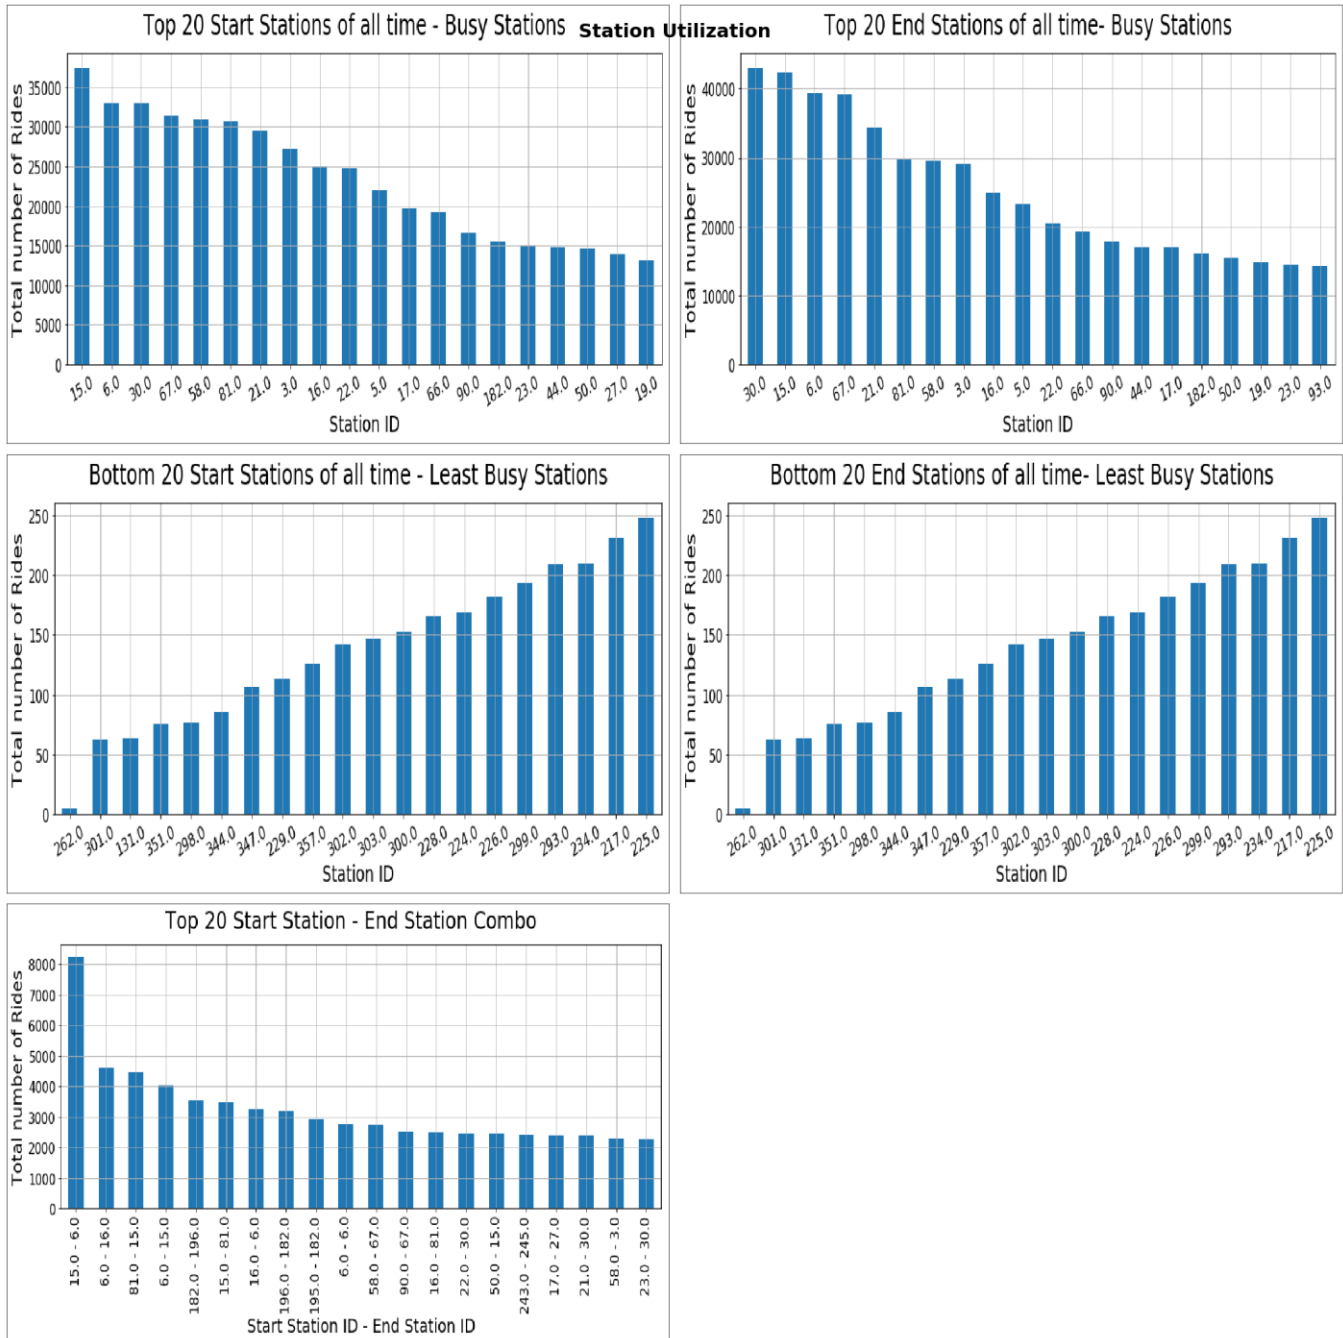 Station Utilization
Top 20 Start Stations of all time - Busy Stations
Total number of Rides
35000
30000
25000
20000
15000
10000
5000
0
15.0 6.0 30.0 67.0 58.0 81.0 21.0 3.0 16.0 22.0 5.0 17.0 66.0 90.0 182.0 23.0 44.0 50.0 27.0 19.0
Station ID
Top 20 End Stations of all time- Busy Stations
Total number of Rides
40000
30000
20000
10000
0
30.0 15.0 6.0 67.0 21.0 81.0 58.0 3.0 16.0 5.0 22.0 66.0 90.0 44.0 17.0 182.0 50.0 19.0 23.0 93.0
Station ID
Bottom 20 Start Stations of all time - Least Busy Stations
Total number of Rides
250
200
150
100
50
0
262.0 301.0 131.0 351.0 298.0 344.0 347.0 229.0 357.0 302.0 303.0 300.0 228.0 224.0 226.0 299.0 293.0 234.0 217.0 225.0
Station ID
Bottom 20 End Stations of all time- Least Busy Stations
Total number of Rides
250
200
150
100
50
0
262.0 301.0 131.0 351.0 298.0 344.0 347.0 229.0 357.0 302.0 303.0 300.0 228.0 224.0 226.0 299.0 293.0 234.0 217.0 225.0
Station ID
Top 20 Start Station - End Station Combo
Total number of Rides
8000
7000
6000
5000
4000
3000
2000
1000
0
15.0 - 6.0
6.0 - 16.0
81.0 - 15.0
6.0 - 15.0
182.0 - 196.0
15.0 - 81.0
16.0 - 6.0
196.0 - 182.0
195.0 - 182.0
6.0 - 6.0
58.0 - 67.0
90.0 - 67.0
16.0 - 81.0
22.0 - 30.0
50.0 - 15.0
243.0 - 245.0
17.0 - 27.0
21.0 - 30.0
58.0 - 3.0
23.0 - 30.0
Start Station ID - End Station ID